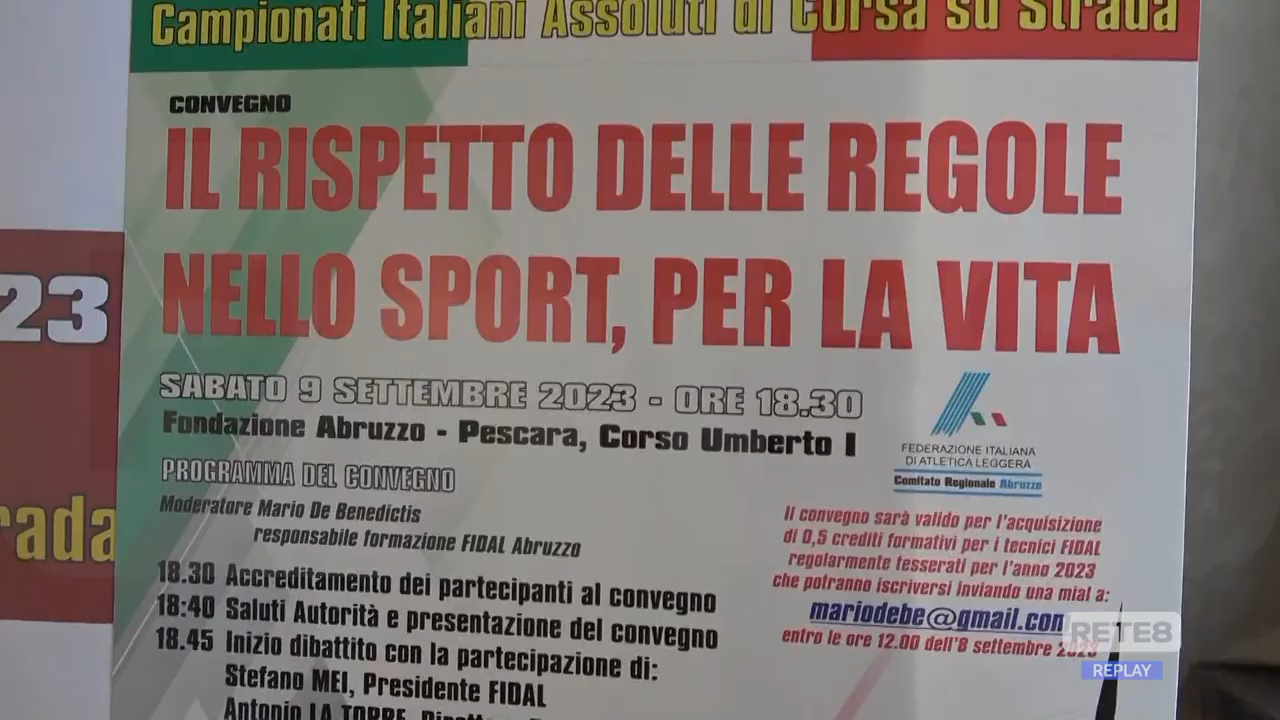 Campionati Italiani Assoluti di Corsa su Strada
CONVEGNO
IL RISPETTO DELLE REGOLE
NELLO SPORT, PER LA VITA
SABATO 9 SETTEMBRE 2023 - ORE 18.30
Fondazione Abruzzo - Pescara, Corso Umberto I
PROGRAMMA DEL CONVEGNO
Moderatore Mario De Benedictis
responsabile formazione FIDAL Abruzzo
18.30 Accreditamento dei partecipanti al convegno
18:40 Saluti Autorità e presentazione del convegno
18.45 Inizio dibattito con la partecipazione di:
Stefano MEI, Presidente FIDAL
Antonio LA TORRE,
FEDERAZIONE ITALIANA
DI ATLETICA LEGGERA
Comitato Regionale Abruzzo
Il convegno sarà valido per l'acquisizione
di 0,5 crediti formativi per i tecnici FIDAL
regolarmente tesserati per l'anno 2023
che potranno iscriversi inviando una mial a:
mariodebe@gmail.com
entro le ore 12.00 dell'8 settembre 2023
23
rada
RETE8
REPLAY